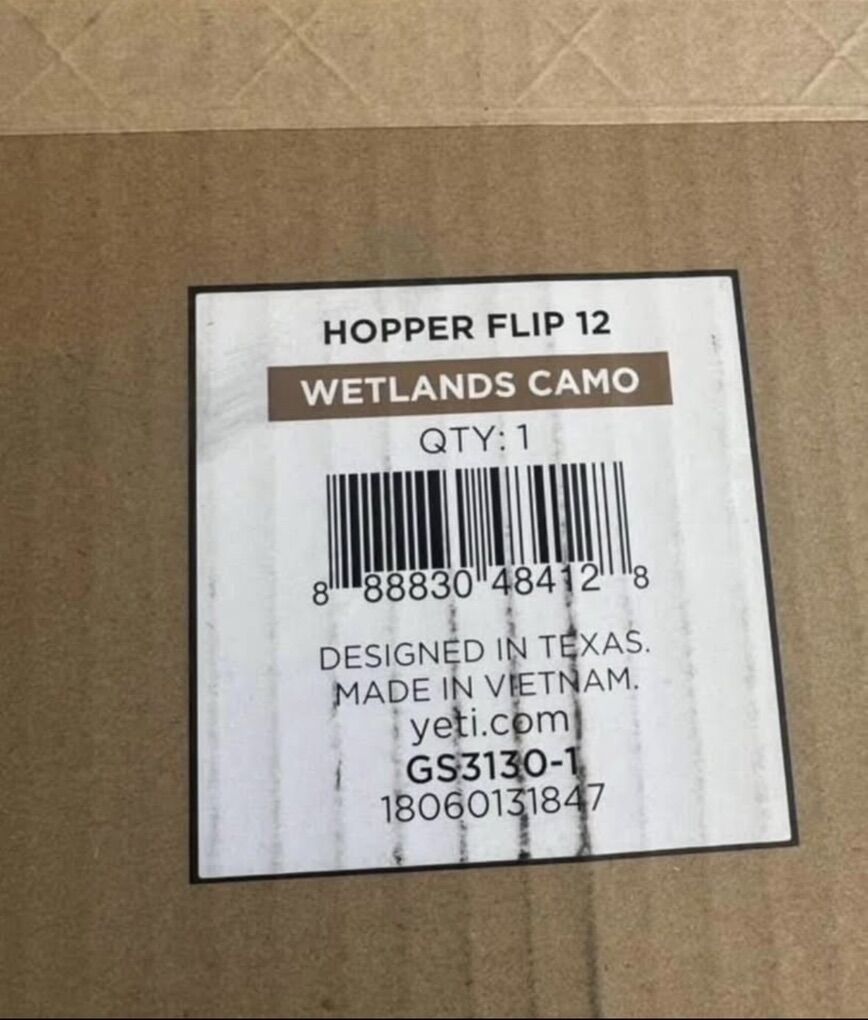 HOPPER FLIP 12
WETLANDS CAMO
QTY: 1
8 88830 48412 8
DESIGNED IN TEXAS.
MADE IN VIETNAM.
yeti.com
GS3130-1
18060131847